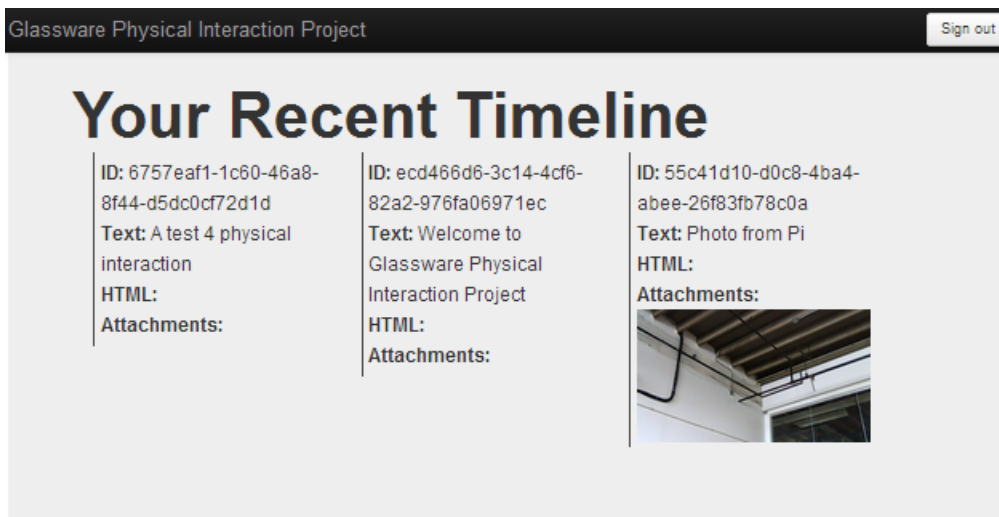 Glassware Physical Interaction Project
Sign out
Your Recent Timeline
ID: 6757eaf1-1c60-46a8-
8f44-d5dc0cf72d1d
Text: A test 4 physical
interaction
HTML:
Attachments:
ID: ecd466d6-3c14-4cf6-
82a2-976fa06971ec
Text: Welcome to
Glassware Physical
Interaction Project
HTML:
Attachments:
ID: 55c41d10-d0c8-4ba4-
abee-26f83fb78c0a
Text: Photo from Pi
HTML:
Attachments: